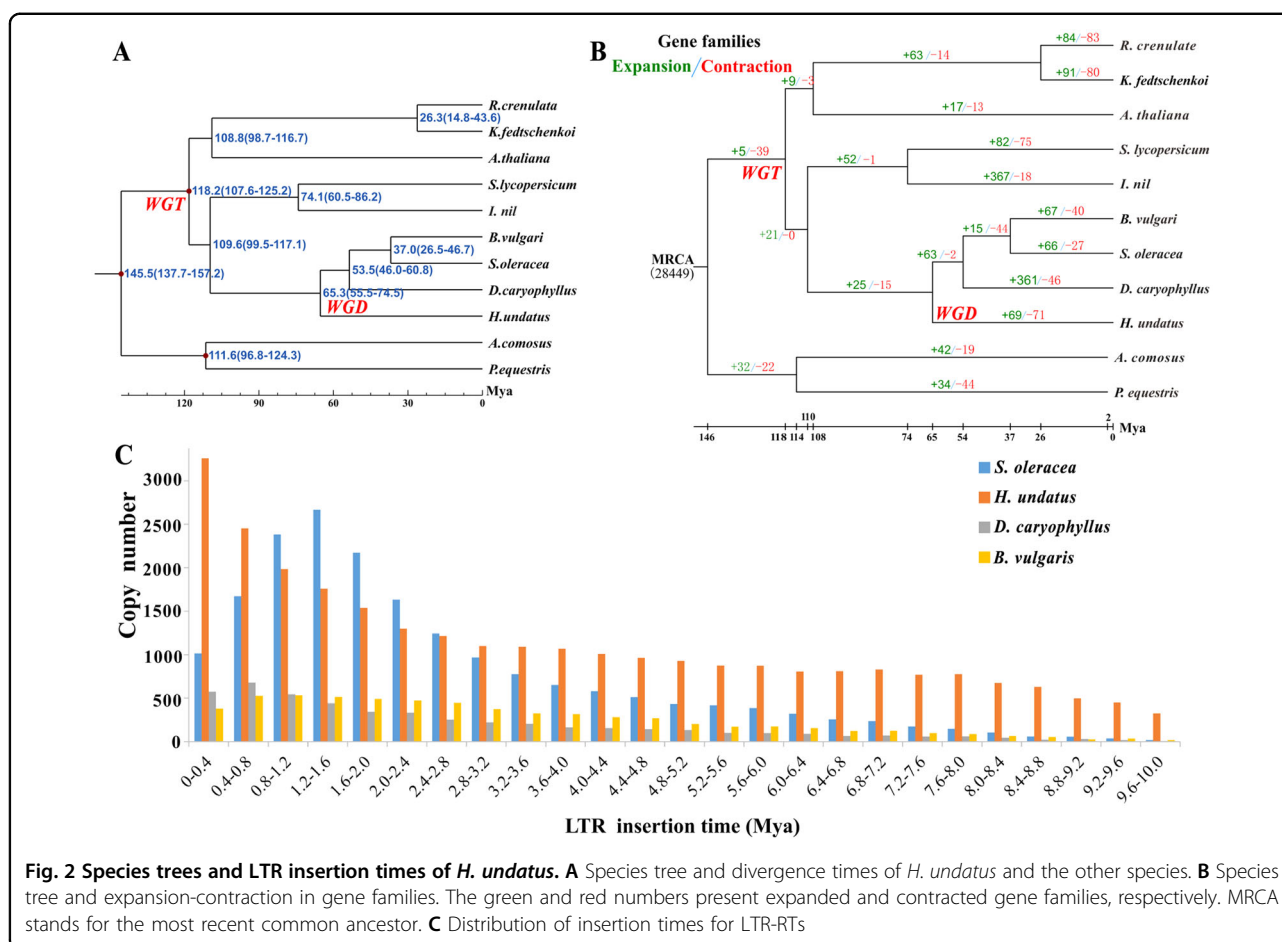 A
R.crenulata
26.3(14.8-43.6)
K.fedtschenkoi
108.8(98.7-116.7)
A.thaliana
118.2(107.6-125.2)
S.lycopersicum
WGT
74.1(60.5-86.2)
I. nil
109.6(99.5-117.1)
B.vulgari
37.0(26.5-46.7)
S.oleracea
53.5(46.0-60.8)
145.5(137.7-157.2)
D.caryophyllus
65.3(55.5-74.5)
WGD
H.undatus
A.comosus
111.6(96.8-124.3)
P.equestris
Mya
120 90 60 30 0
B
Gene families
Expansion/Contraction
+84/-83
R. crenulate
+63/-14
+91/-80
K. fedtschenkoi
+9/-3
+17/-13
A. thaliana
+5/-39
WGT
+82/-75
S. lycopersicum
+52/-1
+367/-18
I. nil
+67/-40
B. vulgari
+15/-44
+66/-27
S. oleracea
+21/-0
+63/-2
MRCA
(28449)
+361/-46
D. caryophyllus
+25/-15
WGD
+69/-71
H. undatus
+42/-19
A. comosus
+32/-22
+34/-44
P. equestris
110 2
Mya
146 118 114 108 74 65 54 37 26 0
C
Copy number
3000
2500
2000
1500
1000
500
0
S. oleracea
H. undatus
D. caryophyllus
B. vulgaris
0-0.4 0.4-0.8 0.8-1.2 1.2-1.6 1.6-2.0 2.0-2.4 2.4-2.8 2.8-3.2 3.2-3.6 3.6-4.0 4.0-4.4 4.4-4.8 4.8-5.2 5.2-5.6 5.6-6.0 6.0-6.4 6.4-6.8 6.8-7.2 7.2-7.6 7.6-8.0 8.0-8.4 8.4-8.8 8.8-9.2 9.2-9.6 9.6-10.0
LTR insertion time (Mya)
Fig. 2 Species trees and LTR insertion times of H. undatus. A Species tree and divergence times of H. undatus and the other species. B Species
tree and expansion-contraction in gene families. The green and red numbers present expanded and contracted gene families, respectively. MRCA
stands for the most recent common ancestor. C Distribution of insertion times for LTR-RTs